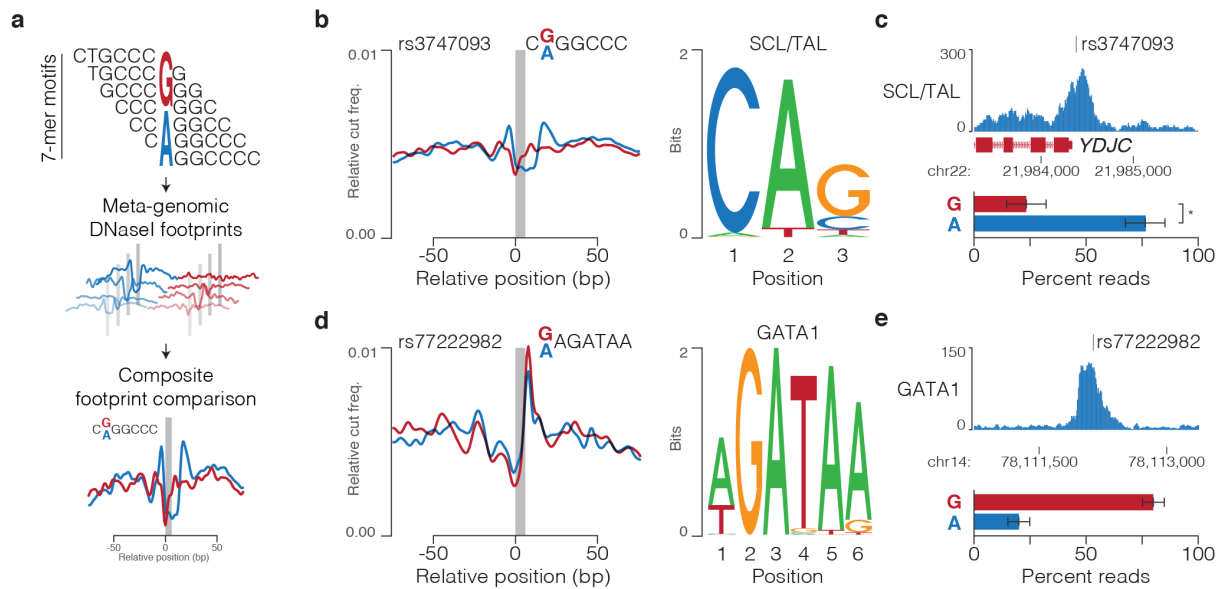 a
7-mer motifs
CTGCCC
TGCCC G
GCCC GG
CCC GGC
CC GGCC
C GGCCC
GGCCCC
G
A
Meta-genomic
DNaseI footprints
Composite
footprint comparison
G
CAGGCCC
-50 0 50
Relative position (bp)
b
rs3747093
G
CAGGCCC
0.01
Relative cut freq.
0.00
-50 0 50
Relative position (bp)
SCL/TAL
2
Bits
0
CAG
C
T
1 2 3
Position
c
rs3747093
300
SCL/TAL
0
YDJC
chr22: 21,984,000 21,985,000
G
A
*
0 50 100
Percent reads
d
rs77222982
G
AAGATAA
0.01
Relative cut freq.
0.00
-50 0 50
Relative position (bp)
GATA1
2
Bits
0
AGATAA
T
G
1 2 3 4 5 6
Position
e
rs77222982
150
GATA1
0
chr14: 78,111,500 78,113,000
G
A
0 50 100
Percent reads